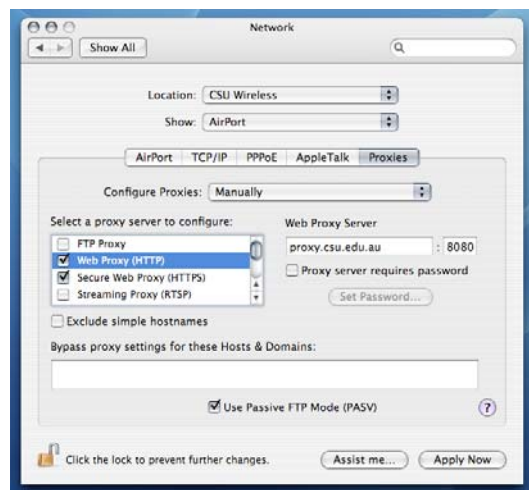 Network
Show All
Location: CSU Wireless
Show: AirPort
AirPort TCP/IP PPPoE AppleTalk Proxies
Configure Proxies: Manually
Select a proxy server to configure: Web Proxy Server
FTP Proxy
Web Proxy (HTTP) proxy.csu.edu.au : 8080
Secure Web Proxy (HTTPS) Proxy server requires password
Streaming Proxy (RTSP) Set Password...
Exclude simple hostnames
Bypass proxy settings for these Hosts & Domains:
Use Passive FTP Mode (PASV) ?
Click the lock to prevent further changes. Assist me... Apply Now